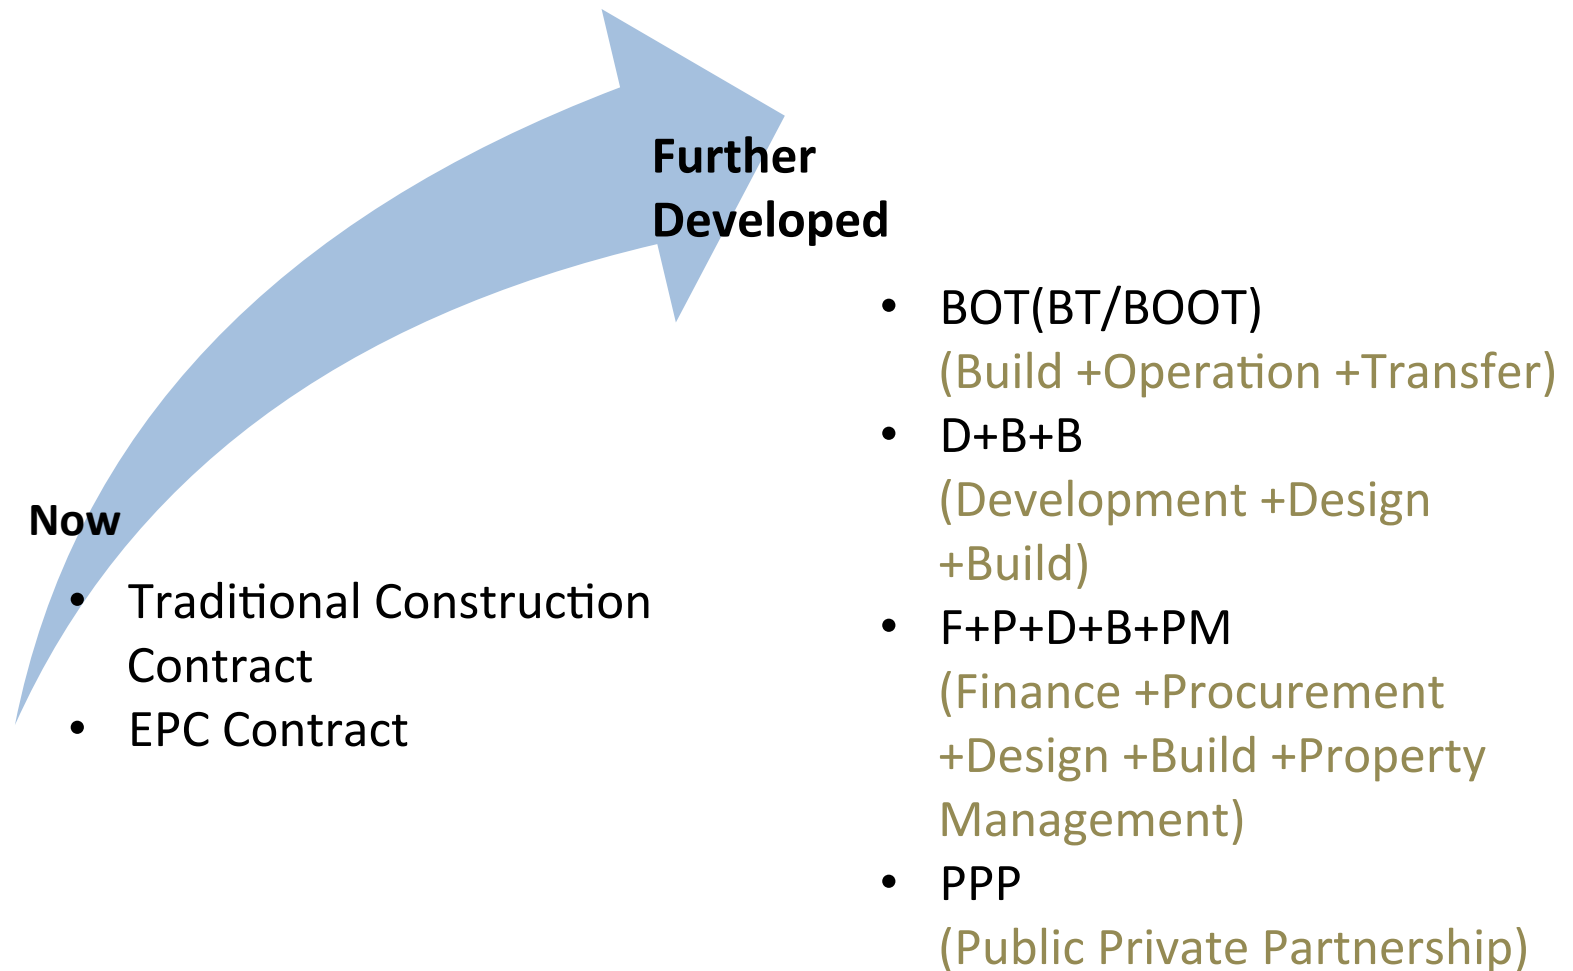 Further
Developed
• BOT(BT/BOOT)
(Build +Operation +Transfer)
• D+B+B
(Development +Design
+Build)
• F+P+D+B+PM
(Finance +Procurement
+Design +Build +Property
Management)
• PPP
(Public Private Partnership)
Now
• Traditional Construction
Contract
• EPC Contract